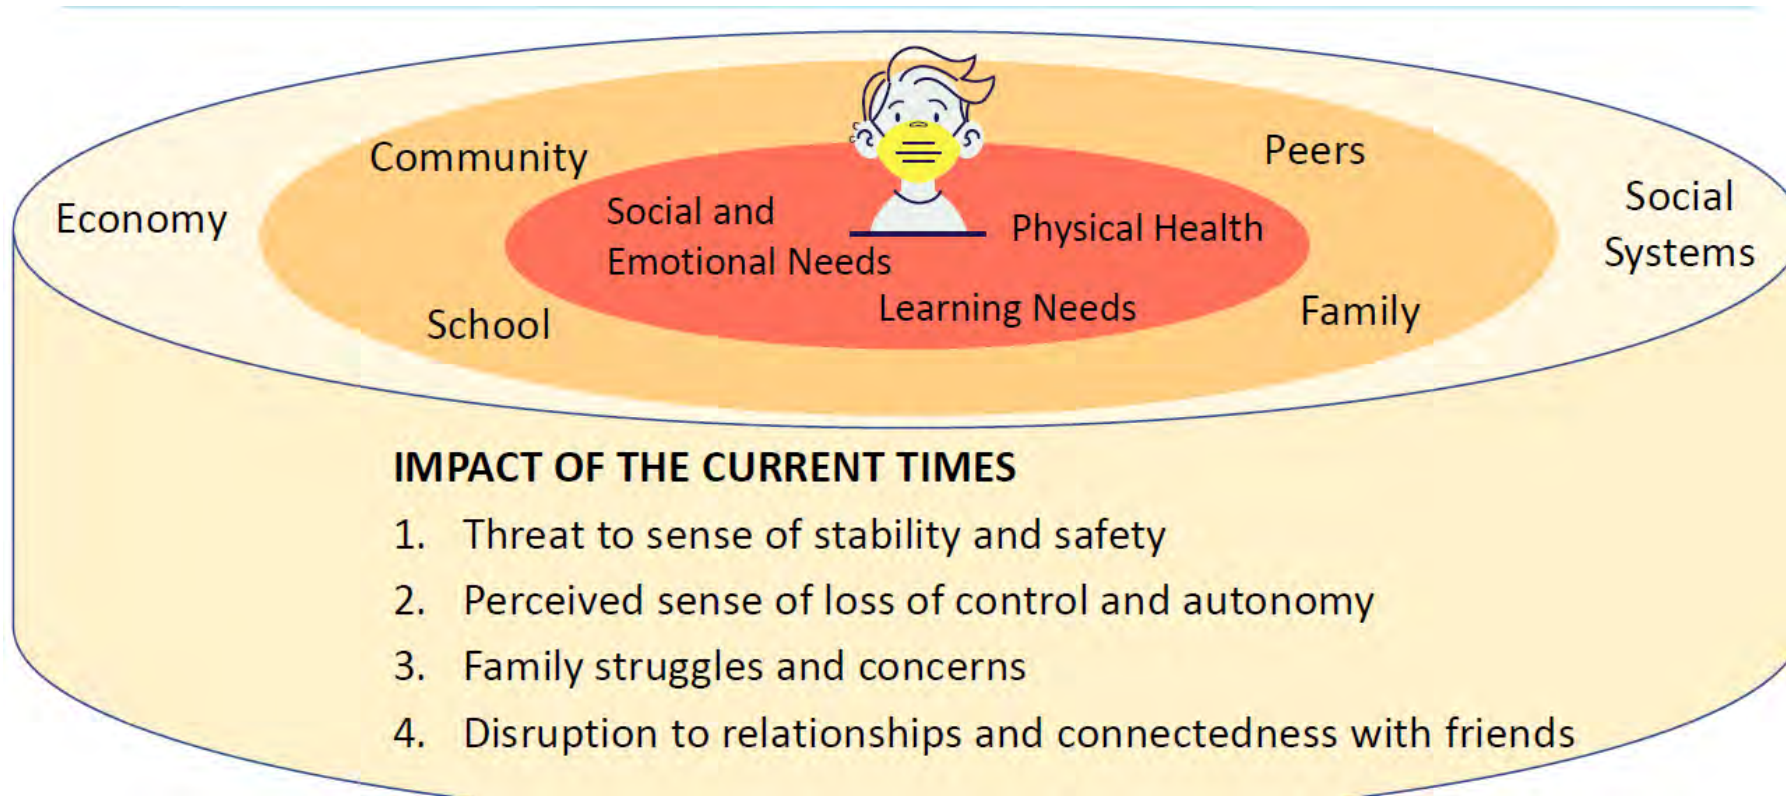 Community
Peers
Economy
Social
Systems
Social and
Emotional Needs
Physical Health
Learning Needs
School
Family
IMPACT OF THE CURRENT TIMES
1. Threat to sense of stability and safety
2. Perceived sense of loss of control and autonomy
3. Family struggles and concerns
4. Disruption to relationships and connectedness with friends